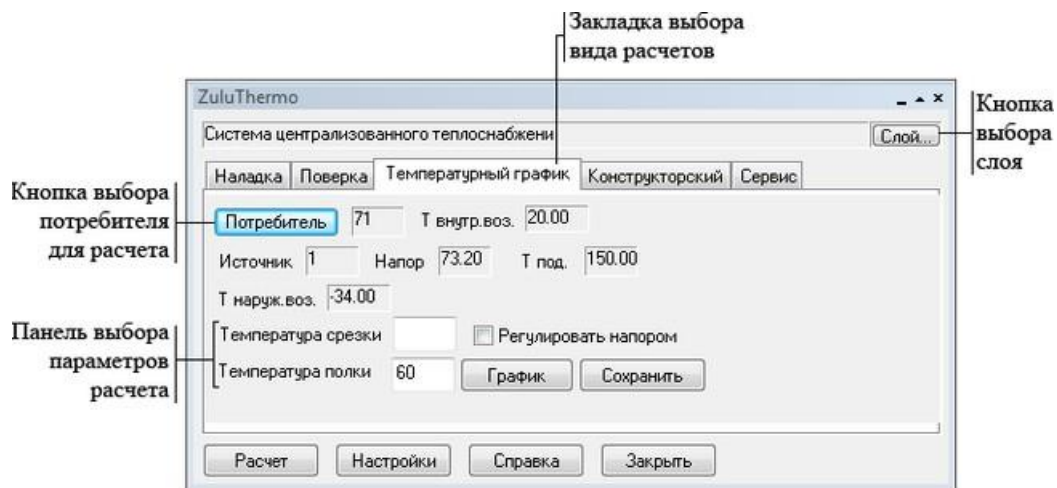 Закладка выбора
вида расчетов
ZuluThermo
Система централизованного теплоснабжени
Слой...
Кнопка
выбора
слоя
Наладка Поверка Температурный график Конструкторский Сервис
Кнопка выбора
потребителя
для расчета
Потребитель 71 Т внутр.воз. 20.00
Источник 1 Напор 73.20 Т под. 150.00
Т наруж.воз. -34.00
Панель выбора
параметров
расчета
Температура срезки Регулировать напором
Температура полки 60 График Сохранить
Расчет Настройки Справка Закрыть